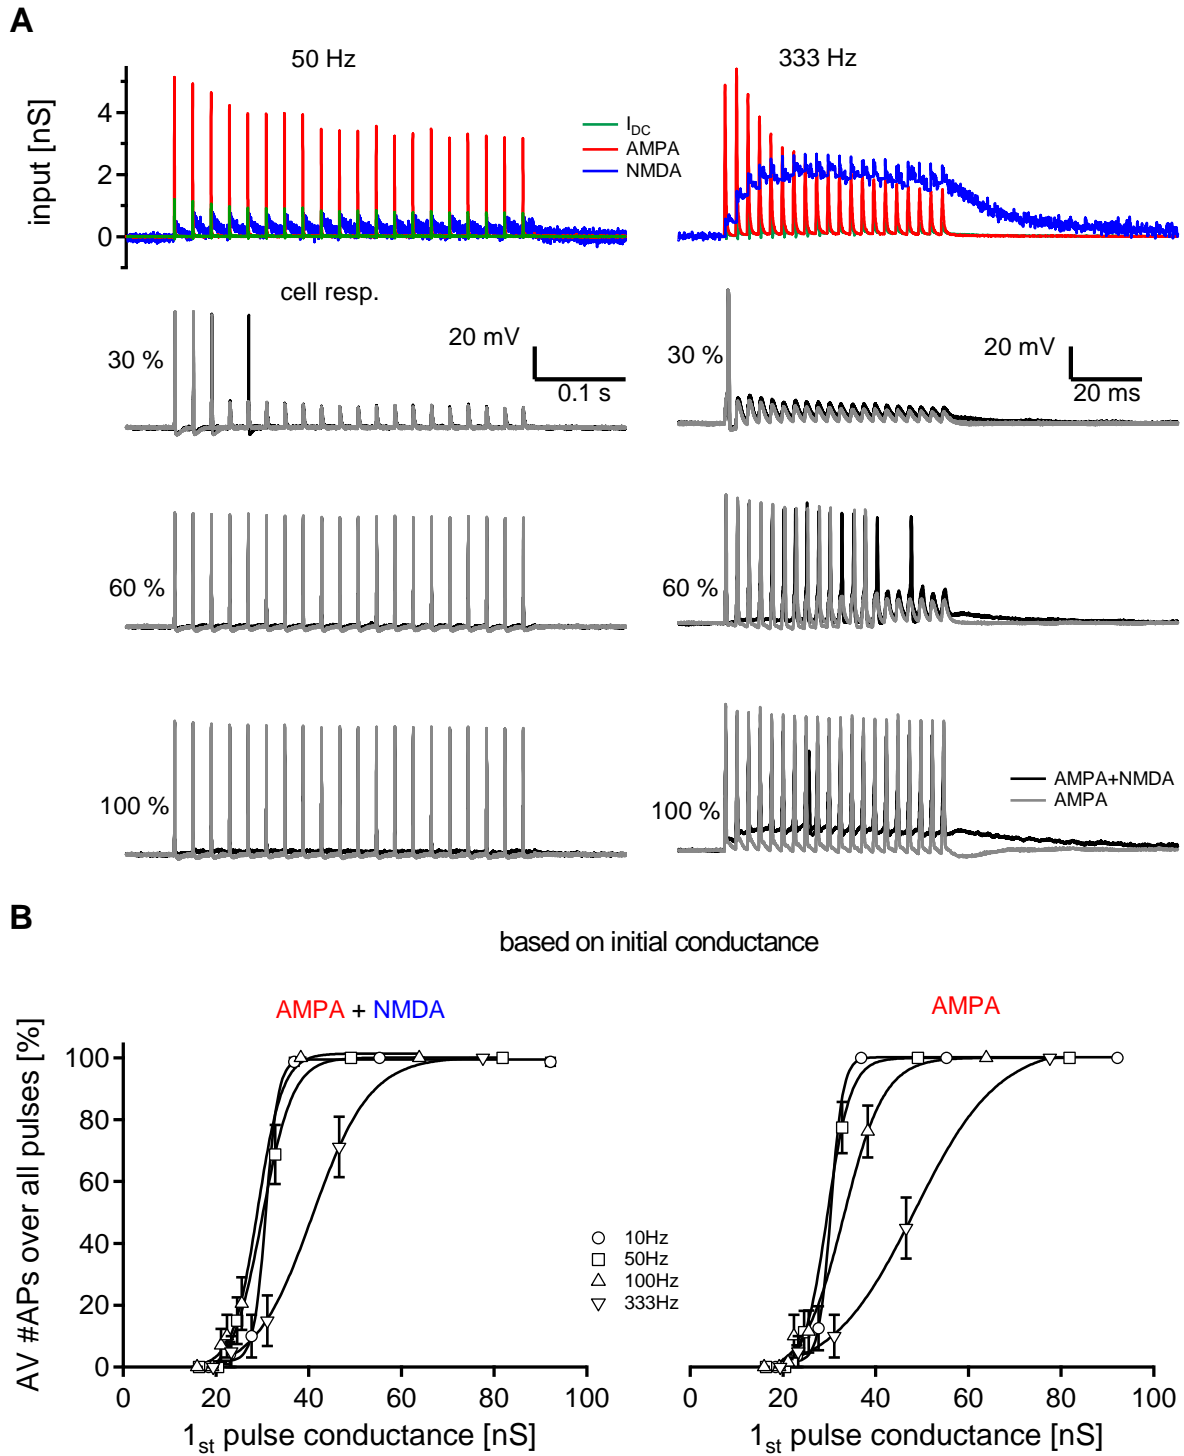 A
50 Hz
333 Hz
input [nS]
4
2
0
I_DC
AMPA
NMDA
cell resp.
30 %
20 mV
0.1 s
30 %
20 mV
20 ms
60 %
60 %
100 %
100 %
AMPA+NMDA
AMPA
B
based on initial conductance
AMPA + NMDA
AMPA
AV #APs over all pulses [%]
100
80
60
40
20
0
10Hz
50Hz
100Hz
333Hz
0 20 40 60 80 100
0 20 40 60 80 100
1st pulse conductance [nS]
1st pulse conductance [nS]